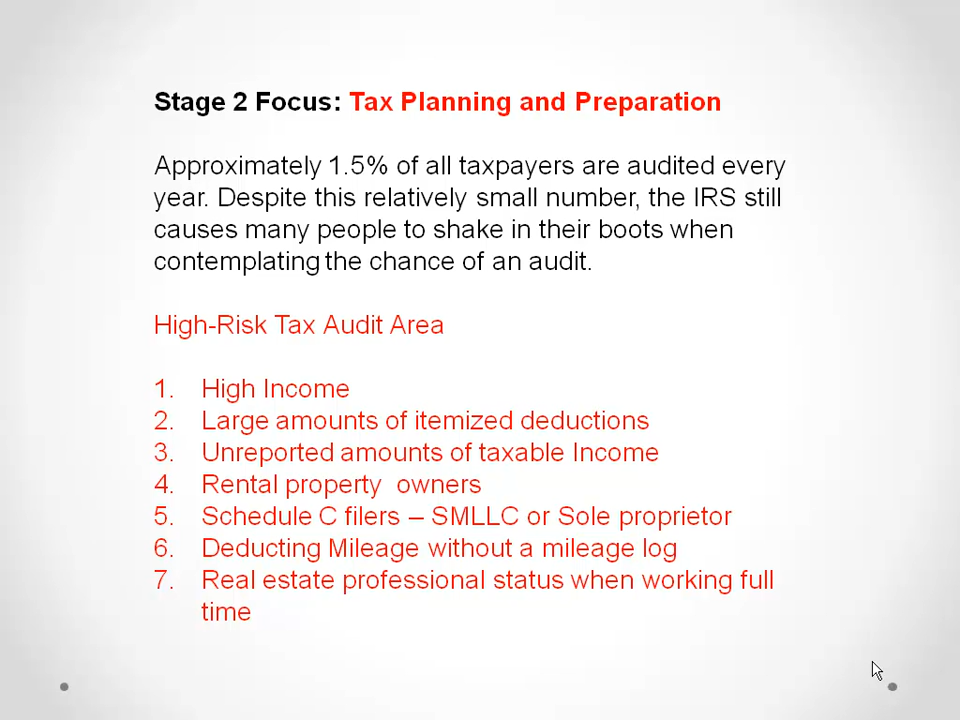 Stage 2 Focus: Tax Planning and Preparation
Approximately 1.5% of all taxpayers are audited every
year. Despite this relatively small number, the IRS still
causes many people to shake in their boots when
contemplating the chance of an audit.
High-Risk Tax Audit Area
1. High Income
2. Large amounts of itemized deductions
3. Unreported amounts of taxable Income
4. Rental property owners
5. Schedule C filers – SMLLC or Sole proprietor
6. Deducting Mileage without a mileage log
7. Real estate professional status when working full
time